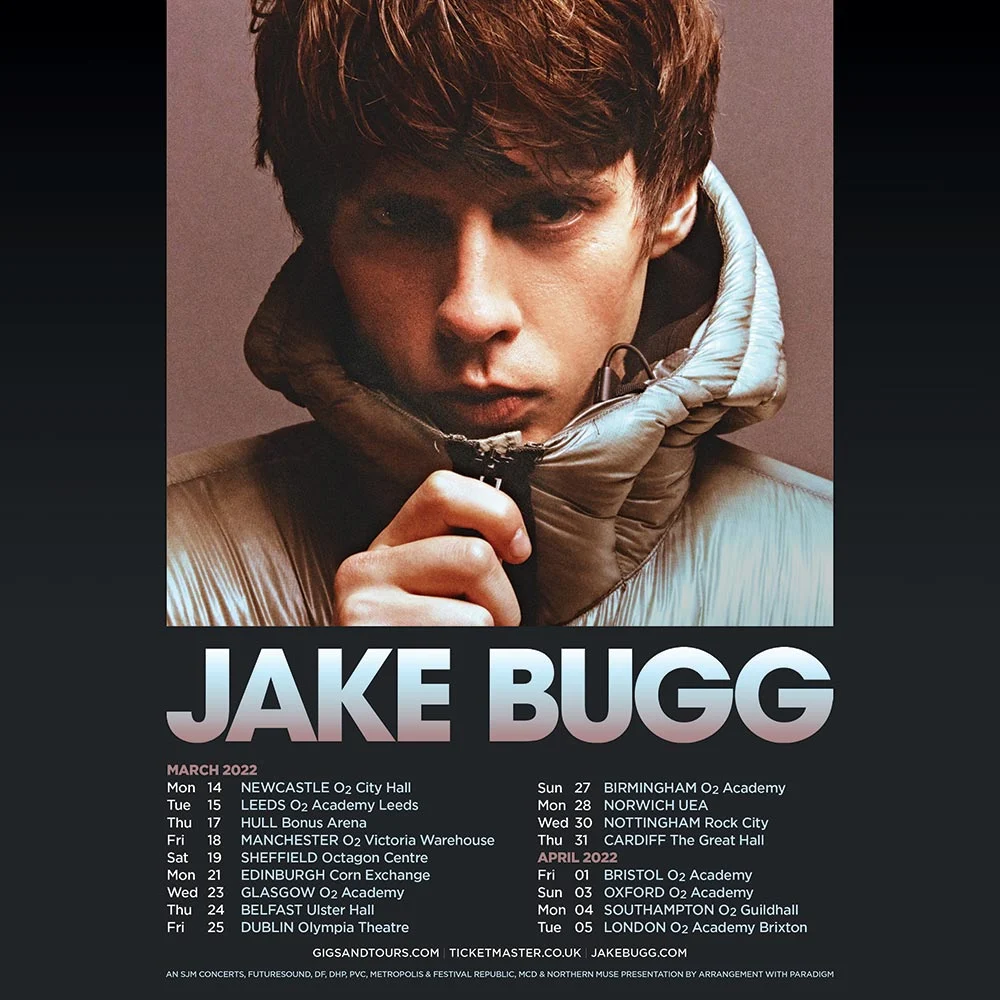 JAKE BUGG
MARCH 2022
Mon 14 NEWCASTLE O2 City Hall
Tue 15 LEEDS O2 Academy Leeds
Thu 17 HULL Bonus Arena
Fri 18 MANCHESTER O2 Victoria Warehouse
Sat 19 SHEFFIELD Octagon Centre
Mon 21 EDINBURGH Corn Exchange
Wed 23 GLASGOW O2 Academy
Thu 24 BELFAST Ulster Hall
Fri 25 DUBLIN Olympia Theatre
Sun 27 BIRMINGHAM O2 Academy
Mon 28 NORWICH UEA
Wed 30 NOTTINGHAM Rock City
Thu 31 CARDIFF The Great Hall
APRIL 2022
Fri 01 BRISTOL O2 Academy
Sun 03 OXFORD O2 Academy
Mon 04 SOUTHAMPTON O2 Guildhall
Tue 05 LONDON O2 Academy Brixton
GIGSANDTOURS.COM | TICKETMASTER.CO.UK | JAKEBUGG.COM
AN SJM CONCERTS, FUTURESOUND, DF, DHP, PVC, METROPOLIS & FESTIVAL REPUBLIC, MCD & NORTHERN MUSE PRESENTATION BY ARRANGEMENT WITH PARADIGM